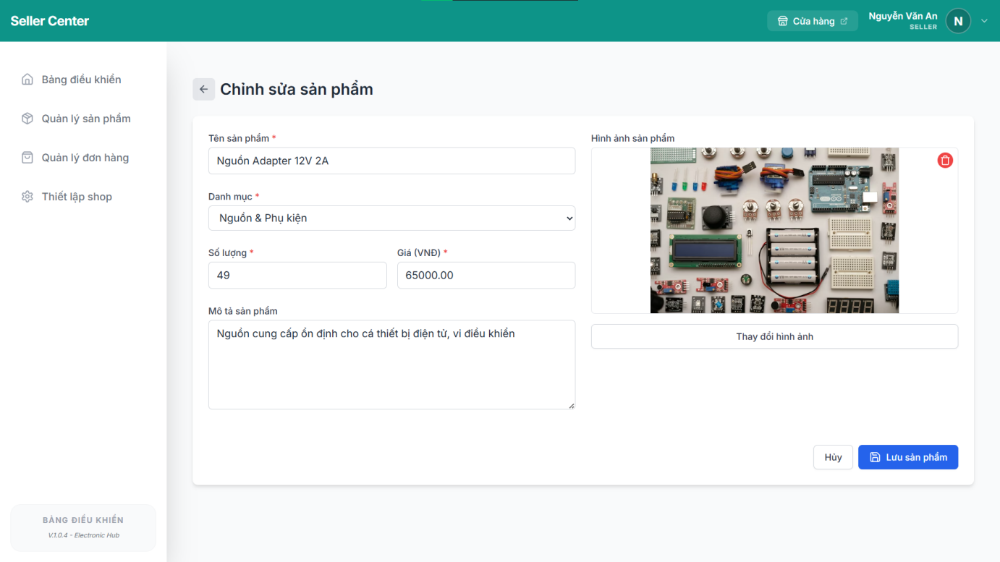 Seller Center
Cửa hàng
Nguyễn Văn An
SELLER
N
Bảng điều khiển
Quản lý sản phẩm
Quản lý đơn hàng
Thiết lập shop
Chỉnh sửa sản phẩm
Tên sản phẩm *
Nguồn Adapter 12V 2A
Danh mục *
Nguồn & Phụ kiện
Số lượng *
49
Giá (VNĐ) *
65000.00
Mô tả sản phẩm
Nguồn cung cấp ổn định cho cá thiết bị điện tử, vi điều khiển
Hình ảnh sản phẩm
Thay đổi hình ảnh
Hủy
Lưu sản phẩm
BẢNG ĐIỀU KHIỂN
V.1.0.4 - Electronic Hub